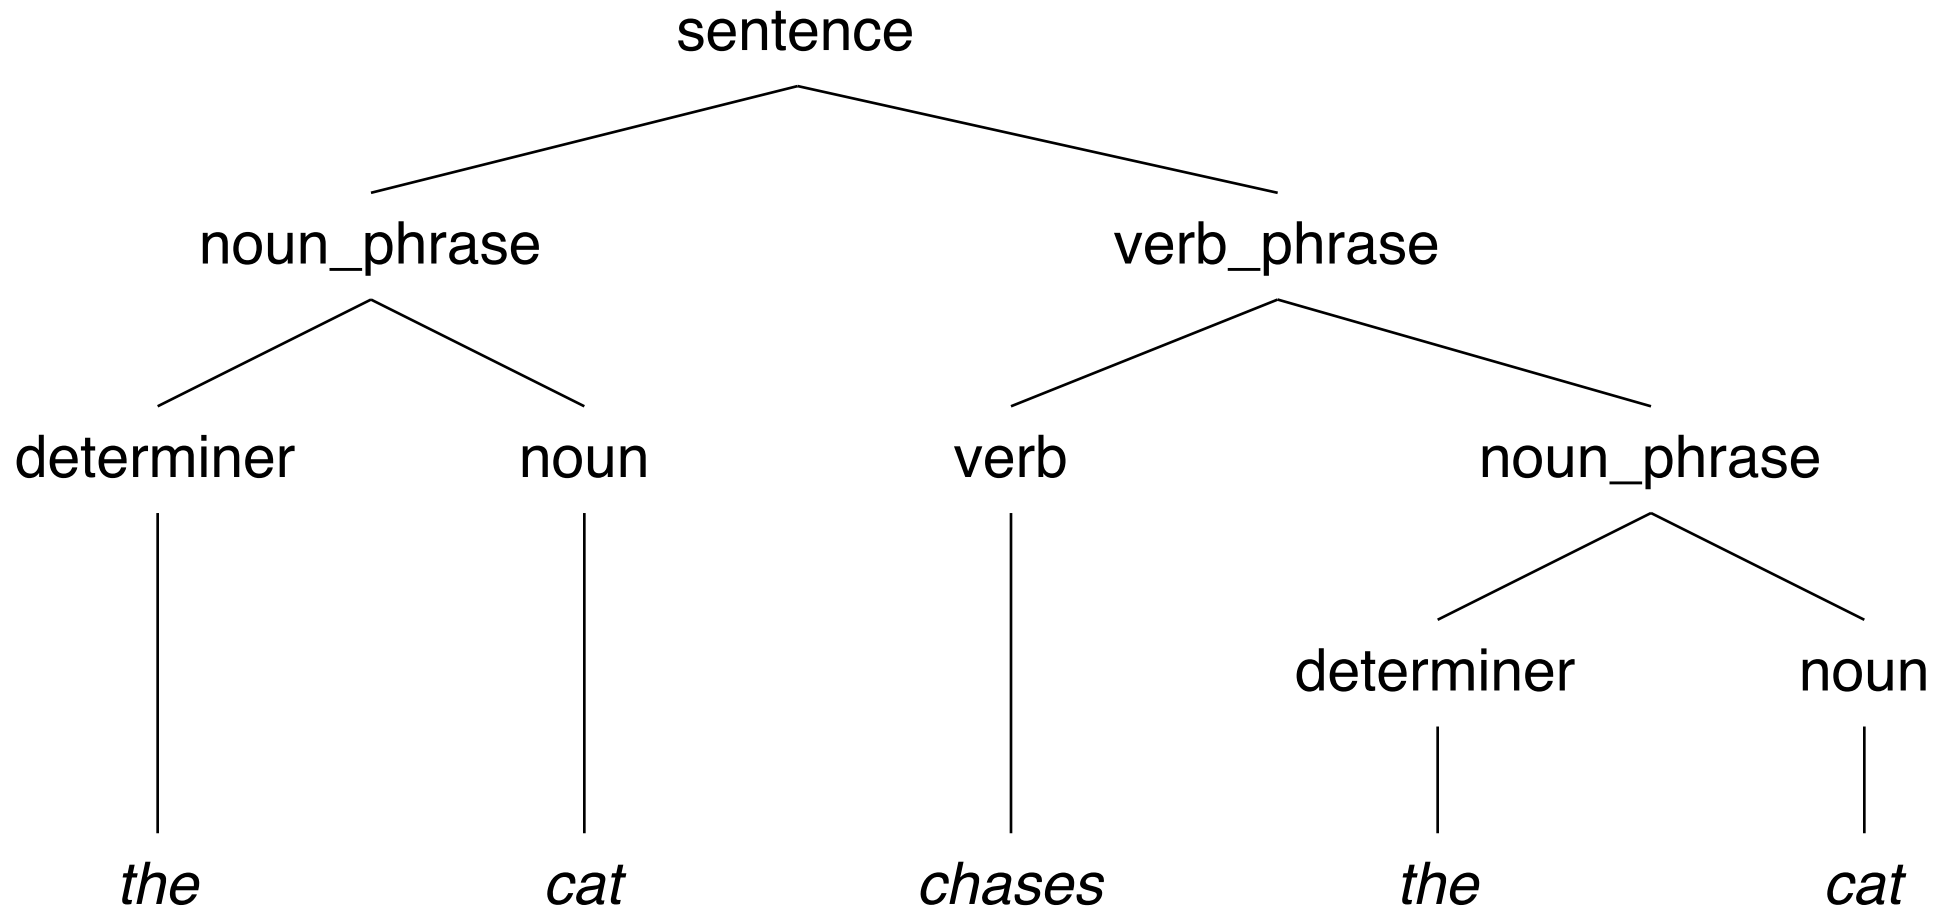 sentence
noun_phrase verb_phrase
determiner noun verb noun_phrase
determiner noun
the cat chases the cat